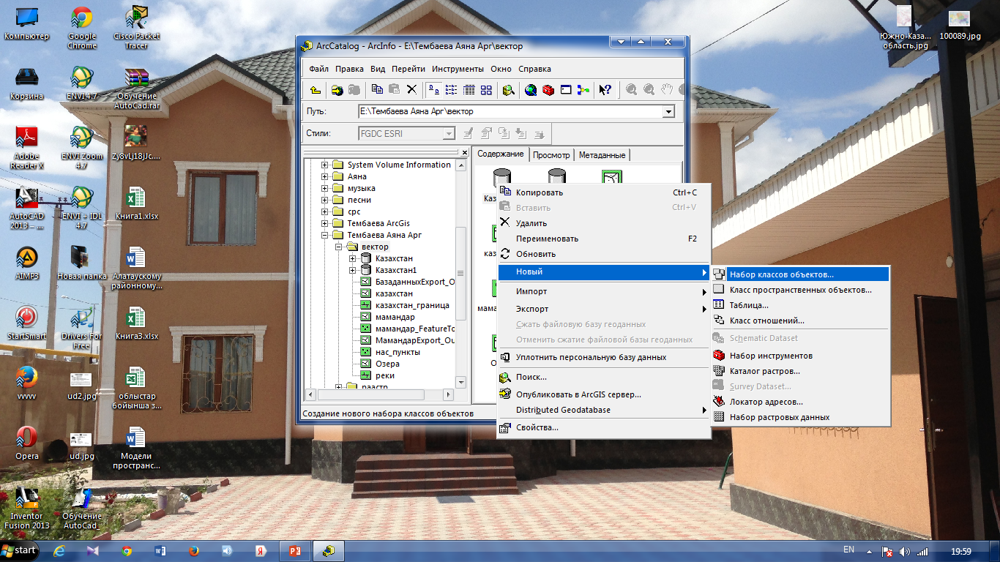 Компьютер
Google Chrome
Cisco Packet Tracer
Корзина
ENVI 4.7
Обучение AutoCad.rar
Adobe Reader X
ENVI Zoom 4.7
Zy8vLj18jJc....
AutoCAD 2013 – ...
ENVI + IDL 4.7
Книга1.xlsx
AIMP3
Новая папка
Алатаускому районному...
StartSmart
Drivers For Free
Книга3.xlsx
vvvv
ud2.jpg
облыстар бойынша з...
Opera
ud.jpg
Модели пространс...
Inventor Fusion 2013
Обучение AutoCad_
Южно-Каза... область.jpg
100089.jpg
ArcCatalog - ArcInfo - E:\Тембаева Аяна Арг\вектор
Файл Правка Вид Перейти Инструменты Окно Справка
Путь: E:\Тембаева Аяна Арг\вектор
Стили: FGDC ESRI
Содержание Просмотр Метаданные
System Volume Information
Аяна
музыка
песни
срс
Тембаева ArcGis
Тембаева Аяна Арг
вектор
Казахстан
Казахстан1
БазаданныхExport_O
казахстан
казахстан_граница
мамандар
мамандар_FeatureTo
МамандарExport_Ou
нас_пункты
Озера
реки
Создание нового набора классов объектов
Копировать Ctrl+C
Вставить Ctrl+V
Удалить
Переименовать F2
Обновить
Новый
Импорт
Экспорт
Сжать файловую базу геоданных
Отменить сжатие файловой базы геоданных
Уплотнить персональную базу данных
Поиск...
Опубликовать в ArcGIS сервер...
Distributed Geodatabase
Свойства...
Набор классов объектов...
Класс пространственных объектов...
Таблица...
Класс отношений...
Schematic Dataset
Набор инструментов
Каталог растров...
Survey Dataset...
Локатор адресов...
Набор растровых данных
start
EN
19:59